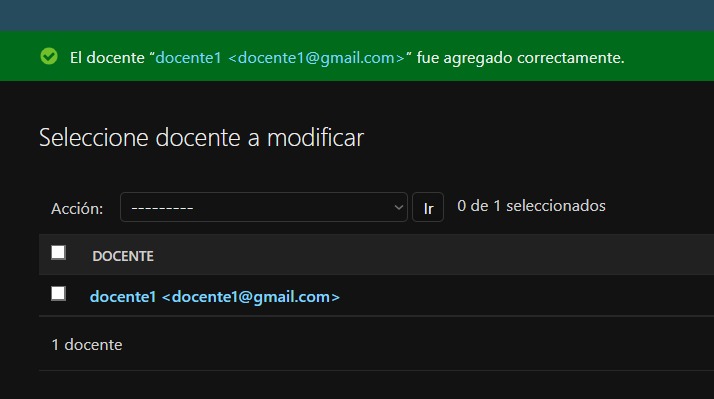 El docente “docente1 <docente1@gmail.com>” fue agregado correctamente.
Seleccione docente a modificar
Acción: --------- Ir 0 de 1 seleccionados
DOCENTE
docente1 <docente1@gmail.com>
1 docente